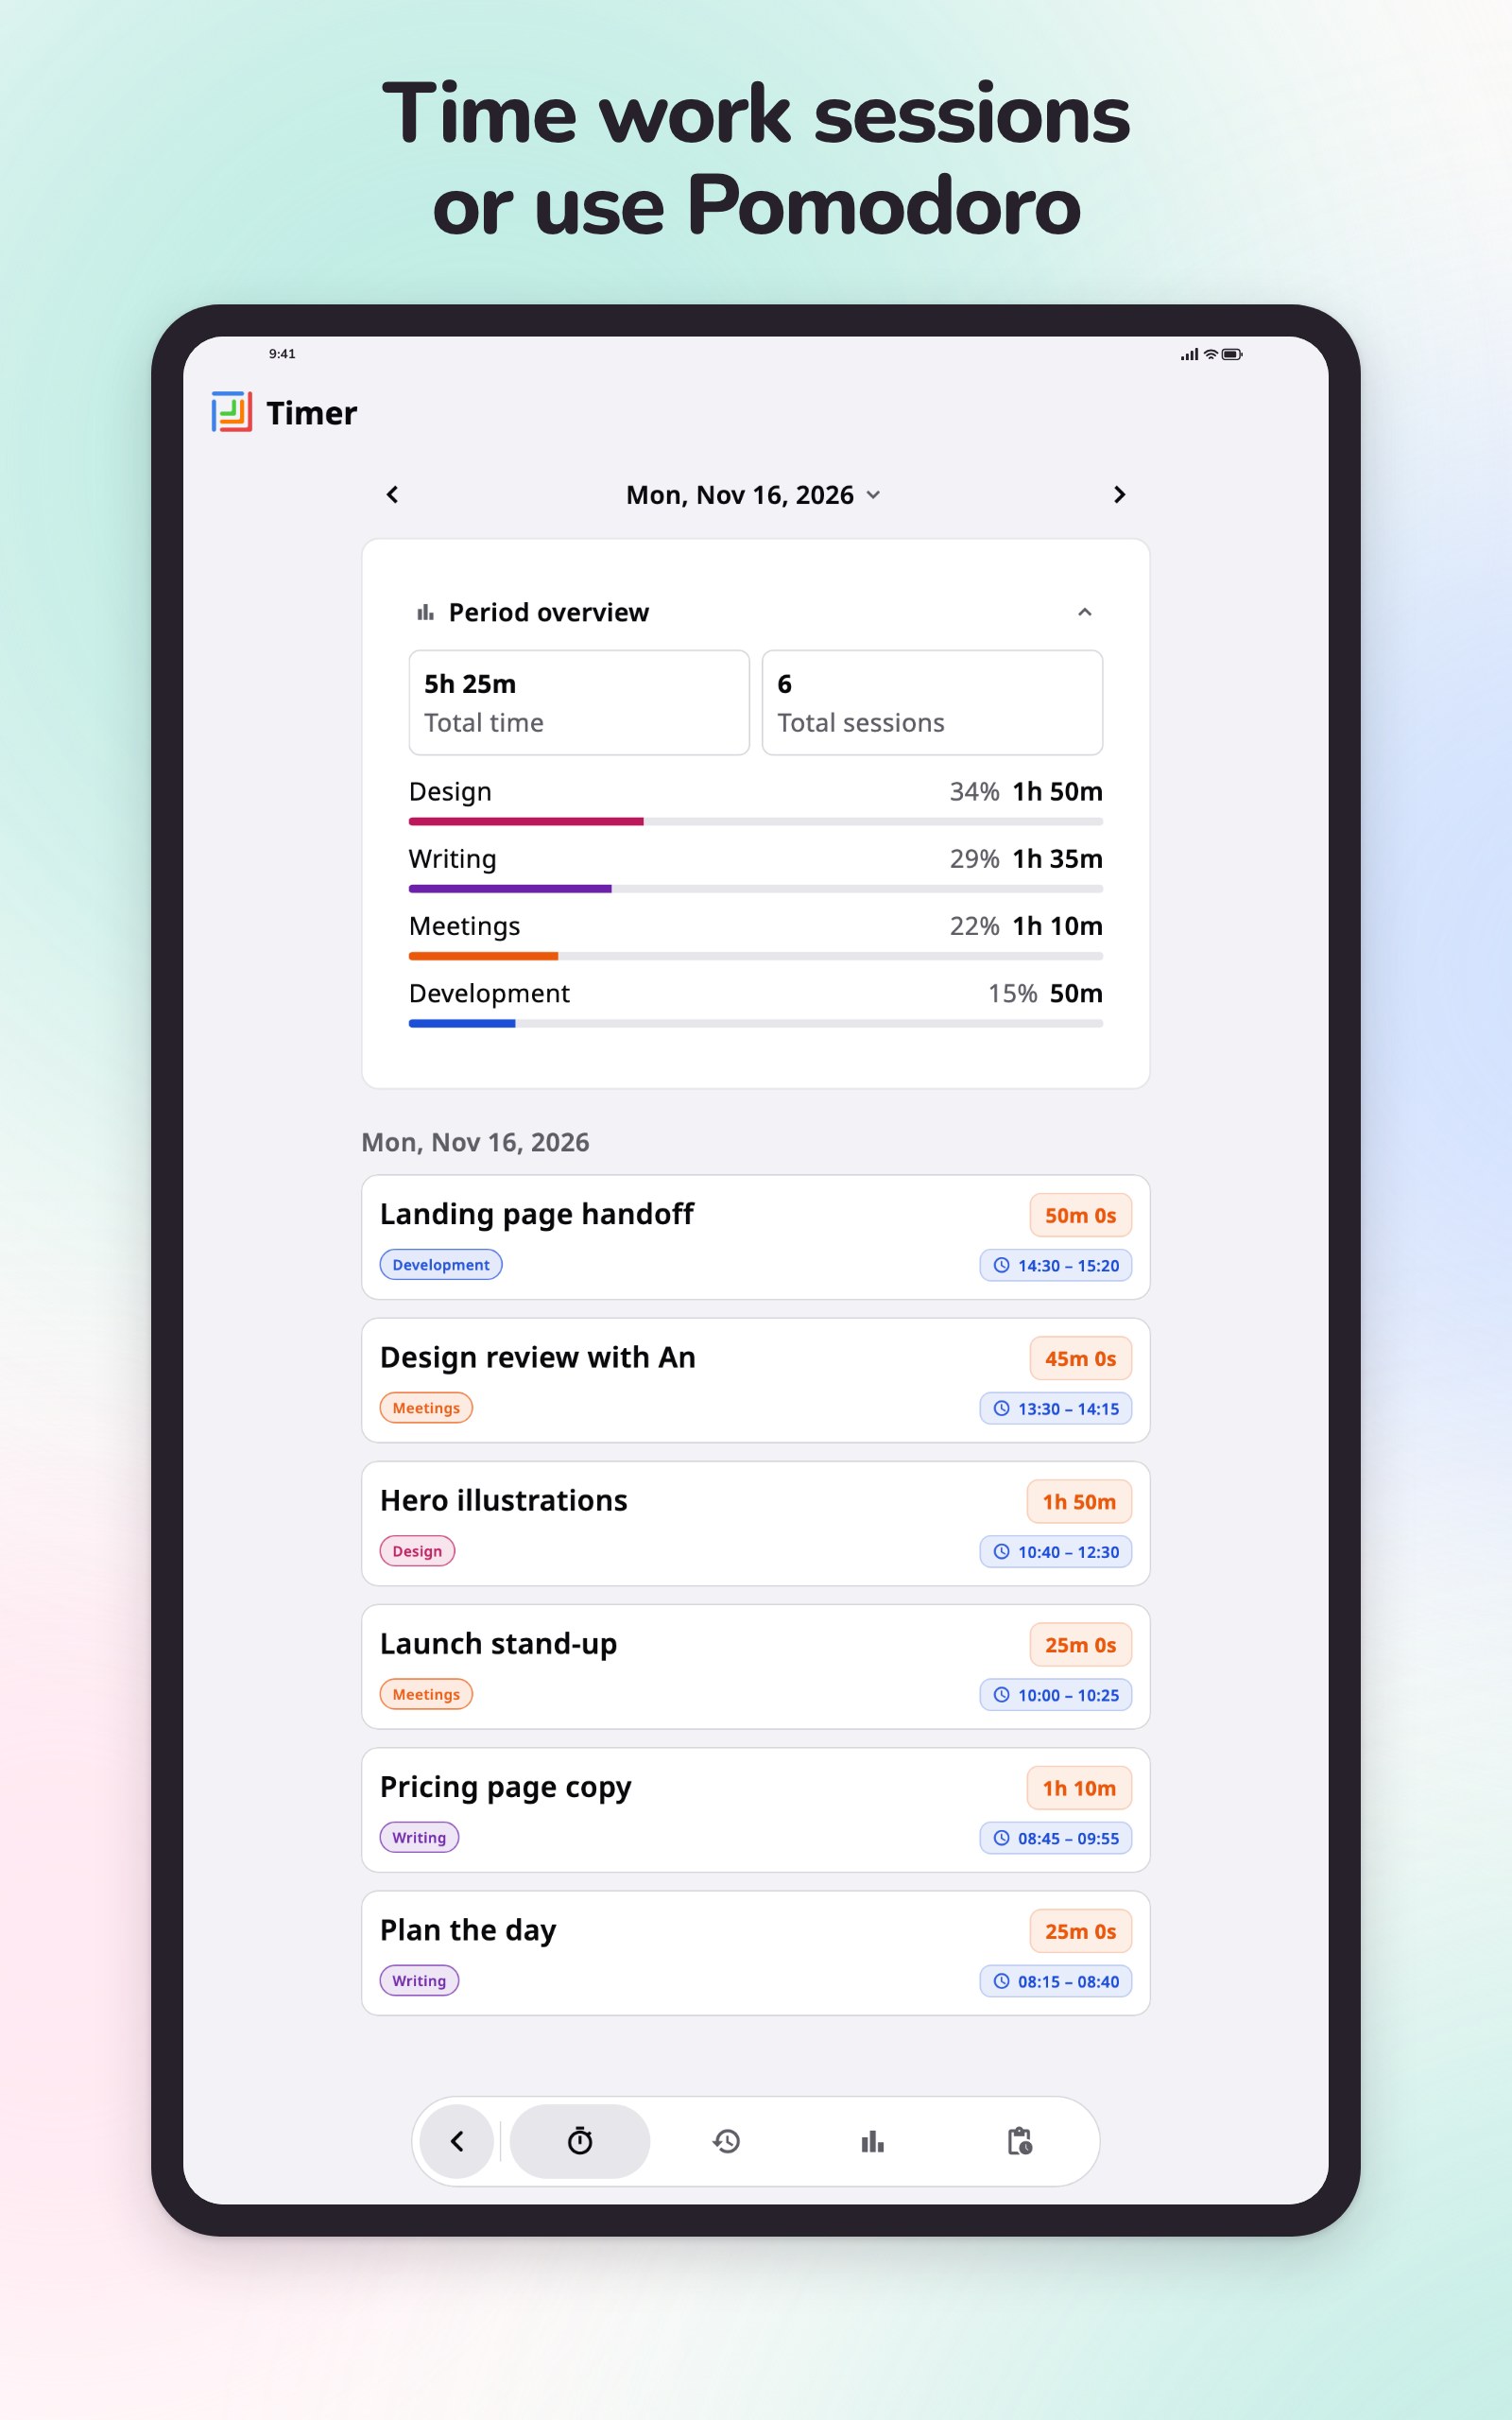 Time work sessions
or use Pomodoro
9:41
Timer
Mon, Nov 16, 2026
Period overview
5h 25m
Total time
6
Total sessions
Design 34% 1h 50m
Writing 29% 1h 35m
Meetings 22% 1h 10m
Development 15% 50m
Mon, Nov 16, 2026
Landing page handoff 50m 0s
Development 14:30 – 15:20
Design review with An 45m 0s
Meetings 13:30 – 14:15
Hero illustrations 1h 50m
Design 10:40 – 12:30
Launch stand-up 25m 0s
Meetings 10:00 – 10:25
Pricing page copy 1h 10m
Writing 08:45 – 09:55
Plan the day 25m 0s
Writing 08:15 – 08:40